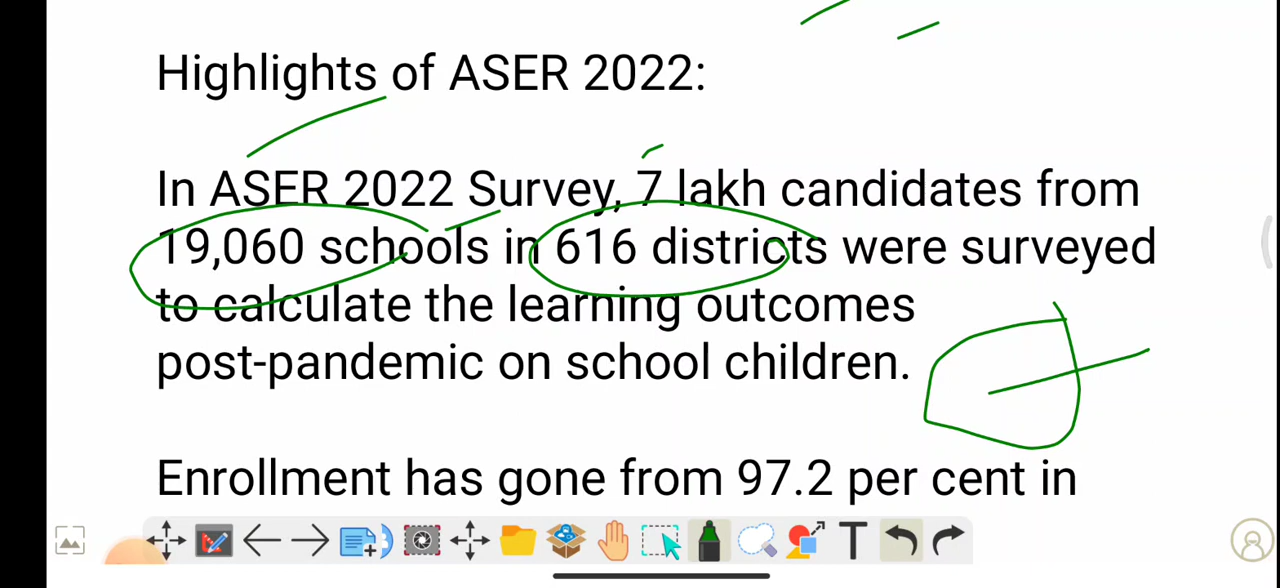 Highlights of ASER 2022:
In ASER 2022 Survey, 7 lakh candidates from
19,060 schools in 616 districts were surveyed
to calculate the learning outcomes
post-pandemic on school children.
Enrollment has gone from 97.2 per cent in
T